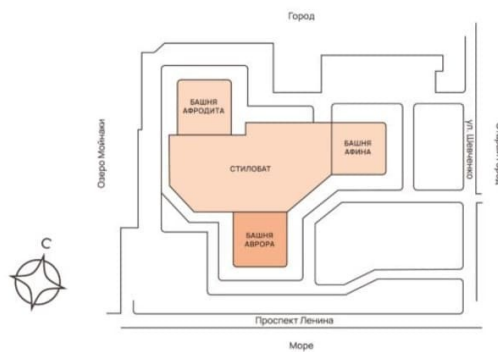 Город
БАШНЯ
АФРОДИТА
Озеро Мойнаки
СТИЛОБАТ
БАШНЯ
АФИНА
ул. Шевченко
БАШНЯ
АВРОРА
С
Проспект Ленина
Море